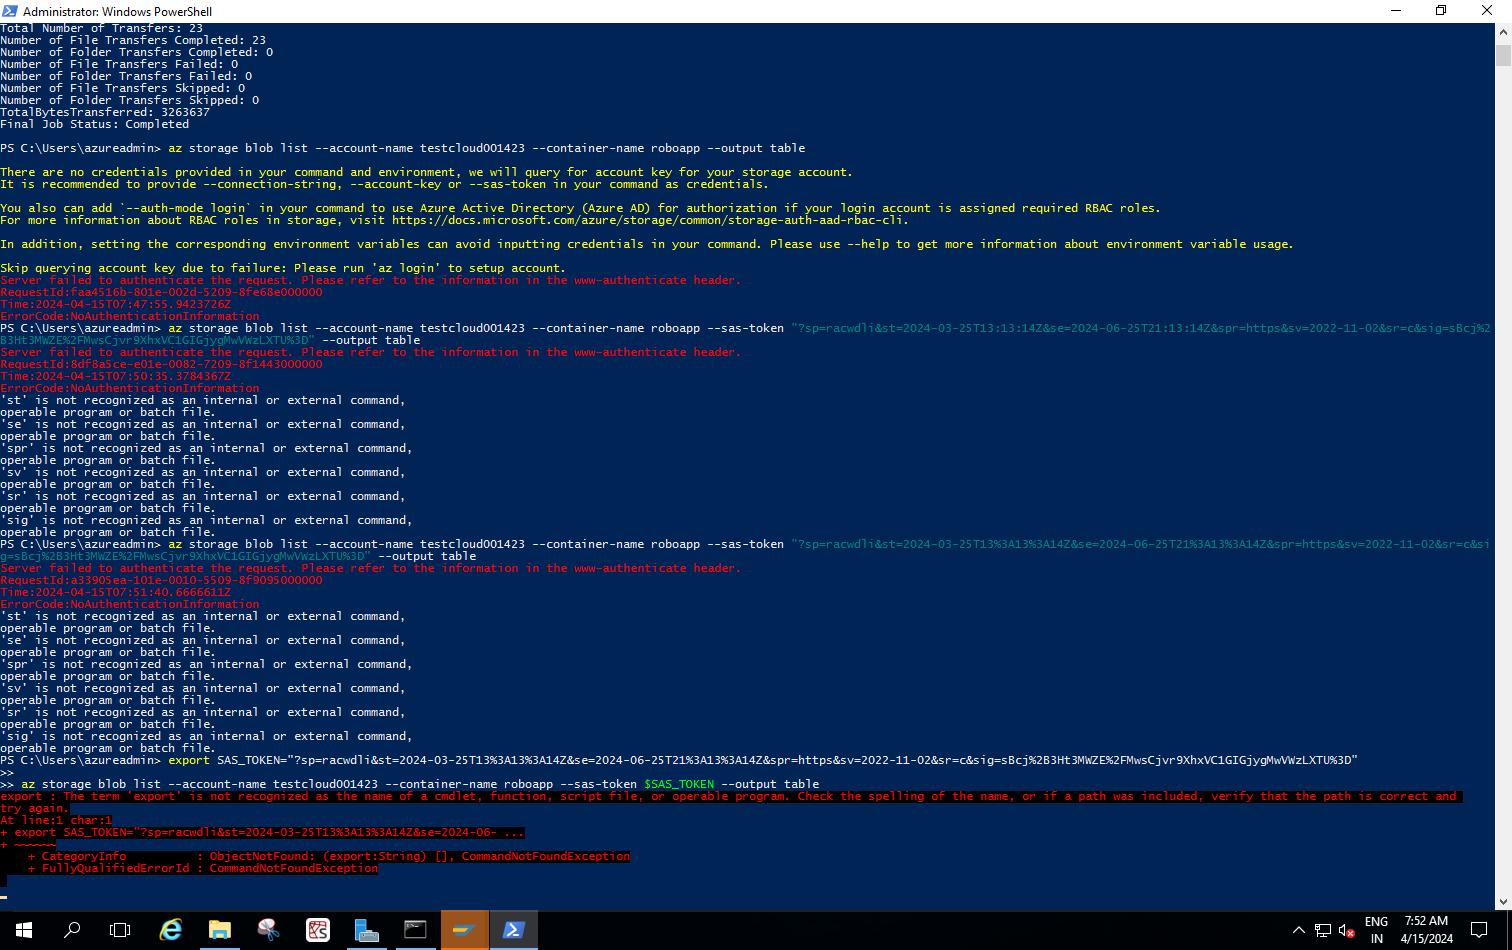 Administrator: Windows PowerShell
Total Number of Transfers: 23
Number of File Transfers Completed: 23
Number of Folder Transfers Completed: 0
Number of File Transfers Failed: 0
Number of Folder Transfers Failed: 0
Number of File Transfers Skipped: 0
Number of Folder Transfers Skipped: 0
TotalBytesTransferred: 3263637
Final Job Status: Completed
PS C:\Users\azureadmin> az storage blob list --account-name testcloud001423 --container-name roboapp --output table
There are no credentials provided in your command and environment, we will query for account key for your storage account.
It is recommended to provide --connection-string, --account-key or --sas-token in your command as credentials.
You also can add `--auth-mode login` in your command to use Azure Active Directory (Azure AD) for authorization if your login account is assigned required RBAC roles.
For more information about RBAC roles in storage, visit https://docs.microsoft.com/azure/storage/common/storage-auth-aad-rbac-cli.
In addition, setting the corresponding environment variables can avoid inputting credentials in your command. Please use --help to get more information about environment variable usage.
Skip querying account key due to failure: Please run 'az login' to setup account.
Server failed to authenticate the request. Please refer to the information in the www-authenticate header.
RequestId:faa4516b-801e-002d-5209-8fe68e000000
Time:2024-04-15T07:47:55.9423726Z
ErrorCode:NoAuthenticationInformation
PS C:\Users\azureadmin> az storage blob list --account-name testcloud001423 --container-name roboapp --sas-token "?sp=racwdli&st=2024-03-25T13:13:14Z&se=2024-06-25T21:13:14Z&spr=https&sv=2022-11-02&sr=c&sig=sBcj%2
B3Ht3MWZE%2FMwsCjvr9XhxVC1GIGjygMwVWzLXTU%3D" --output table
Server failed to authenticate the request. Please refer to the information in the www-authenticate header.
RequestId:8df8a5ce-e01e-0082-7209-8f1443000000
Time:2024-04-15T07:50:35.3784367Z
ErrorCode:NoAuthenticationInformation
'st' is not recognized as an internal or external command,
operable program or batch file.
'se' is not recognized as an internal or external command,
operable program or batch file.
'spr' is not recognized as an internal or external command,
operable program or batch file.
'sv' is not recognized as an internal or external command,
operable program or batch file.
'sr' is not recognized as an internal or external command,
operable program or batch file.
'sig' is not recognized as an internal or external command,
operable program or batch file.
PS C:\Users\azureadmin> az storage blob list --account-name testcloud001423 --container-name roboapp --sas-token "?sp=racwdli&st=2024-03-25T13%3A13%3A14Z&se=2024-06-25T21%3A13%3A14Z&spr=https&sv=2022-11-02&sr=c&si
g=sBcj%2B3Ht3MWZE%2FMwsCjvr9XhxVC1GIGjygMwVWzLXTU%3D" --output table
Server failed to authenticate the request. Please refer to the information in the www-authenticate header.
RequestId:a33905ea-101e-0010-5509-8f9095000000
Time:2024-04-15T07:51:40.6666611Z
ErrorCode:NoAuthenticationInformation
'st' is not recognized as an internal or external command,
operable program or batch file.
'se' is not recognized as an internal or external command,
operable program or batch file.
'spr' is not recognized as an internal or external command,
operable program or batch file.
'sv' is not recognized as an internal or external command,
operable program or batch file.
'sr' is not recognized as an internal or external command,
operable program or batch file.
'sig' is not recognized as an internal or external command,
operable program or batch file.
PS C:\Users\azureadmin> export SAS_TOKEN="?sp=racwdli&st=2024-03-25T13%3A13%3A14Z&se=2024-06-25T21%3A13%3A14Z&spr=https&sv=2022-11-02&sr=c&sig=sBcj%2B3Ht3MWZE%2FMwsCjvr9XhxVC1GIGjygMwVWzLXTU%3D"
>>
>> az storage blob list --account-name testcloud001423 --container-name roboapp --sas-token $SAS_TOKEN --output table
export : The term 'export' is not recognized as the name of a cmdlet, function, script file, or operable program. Check the spelling of the name, or if a path was included, verify that the path is correct and
try again.
At line:1 char:1
+ export SAS_TOKEN="?sp=racwdli&st=2024-03-25T13%3A13%3A14Z&se=2024-06- ...
+ ~~~~~~
+ CategoryInfo : ObjectNotFound: (export:String) [], CommandNotFoundException
+ FullyQualifiedErrorId : CommandNotFoundException
ENG
IN
7:52 AM
4/15/2024